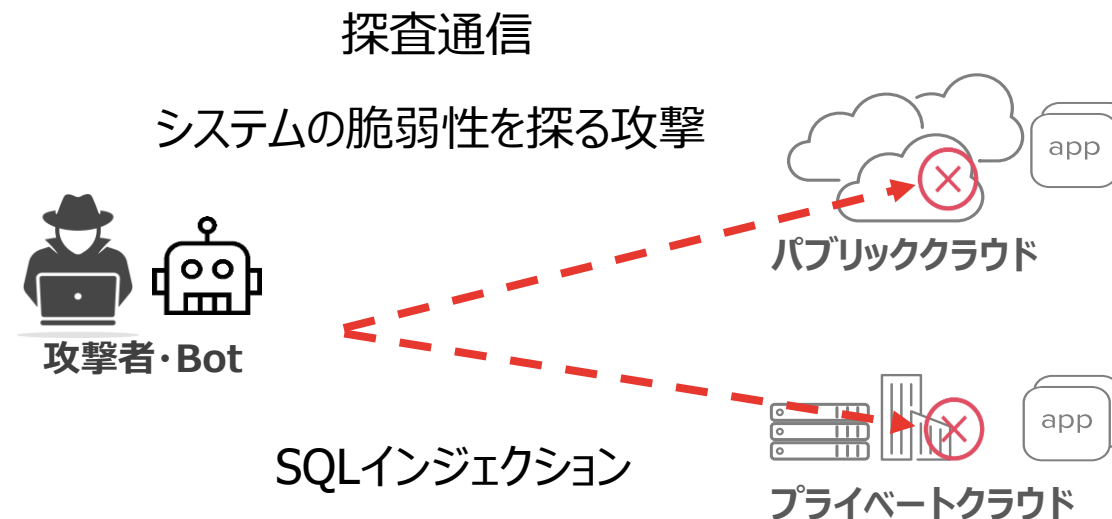 探査通信
システムの脆弱性を探る攻撃
app
パブリッククラウド
攻撃者・Bot
app
SQLインジェクション
プライベートクラウド